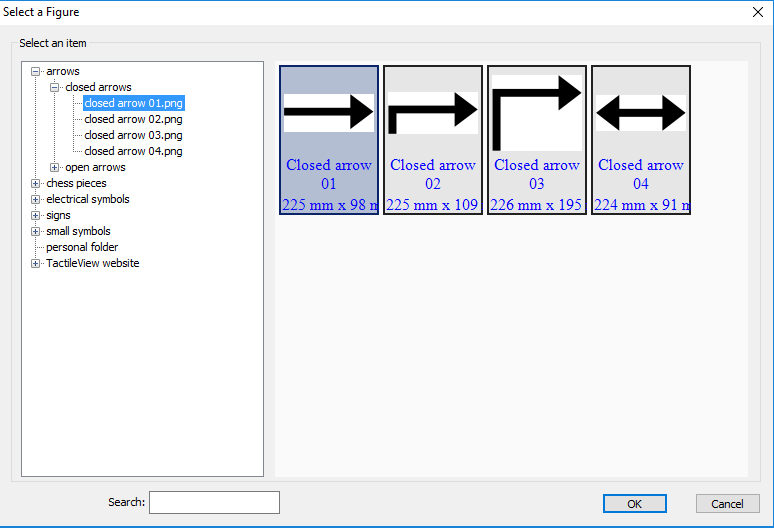 Select a Figure
Select an item
arrows
closed arrows
closed arrow 01.png
closed arrow 02.png
closed arrow 03.png
closed arrow 04.png
open arrows
chess pieces
electrical symbols
signs
small symbols
personal folder
TactileView website
Closed arrow
01
225 mm x 98 m
Closed arrow
02
225 mm x 109
Closed arrow
03
226 mm x 195
Closed arrow
04
224 mm x 91 m
Search:
OK
Cancel